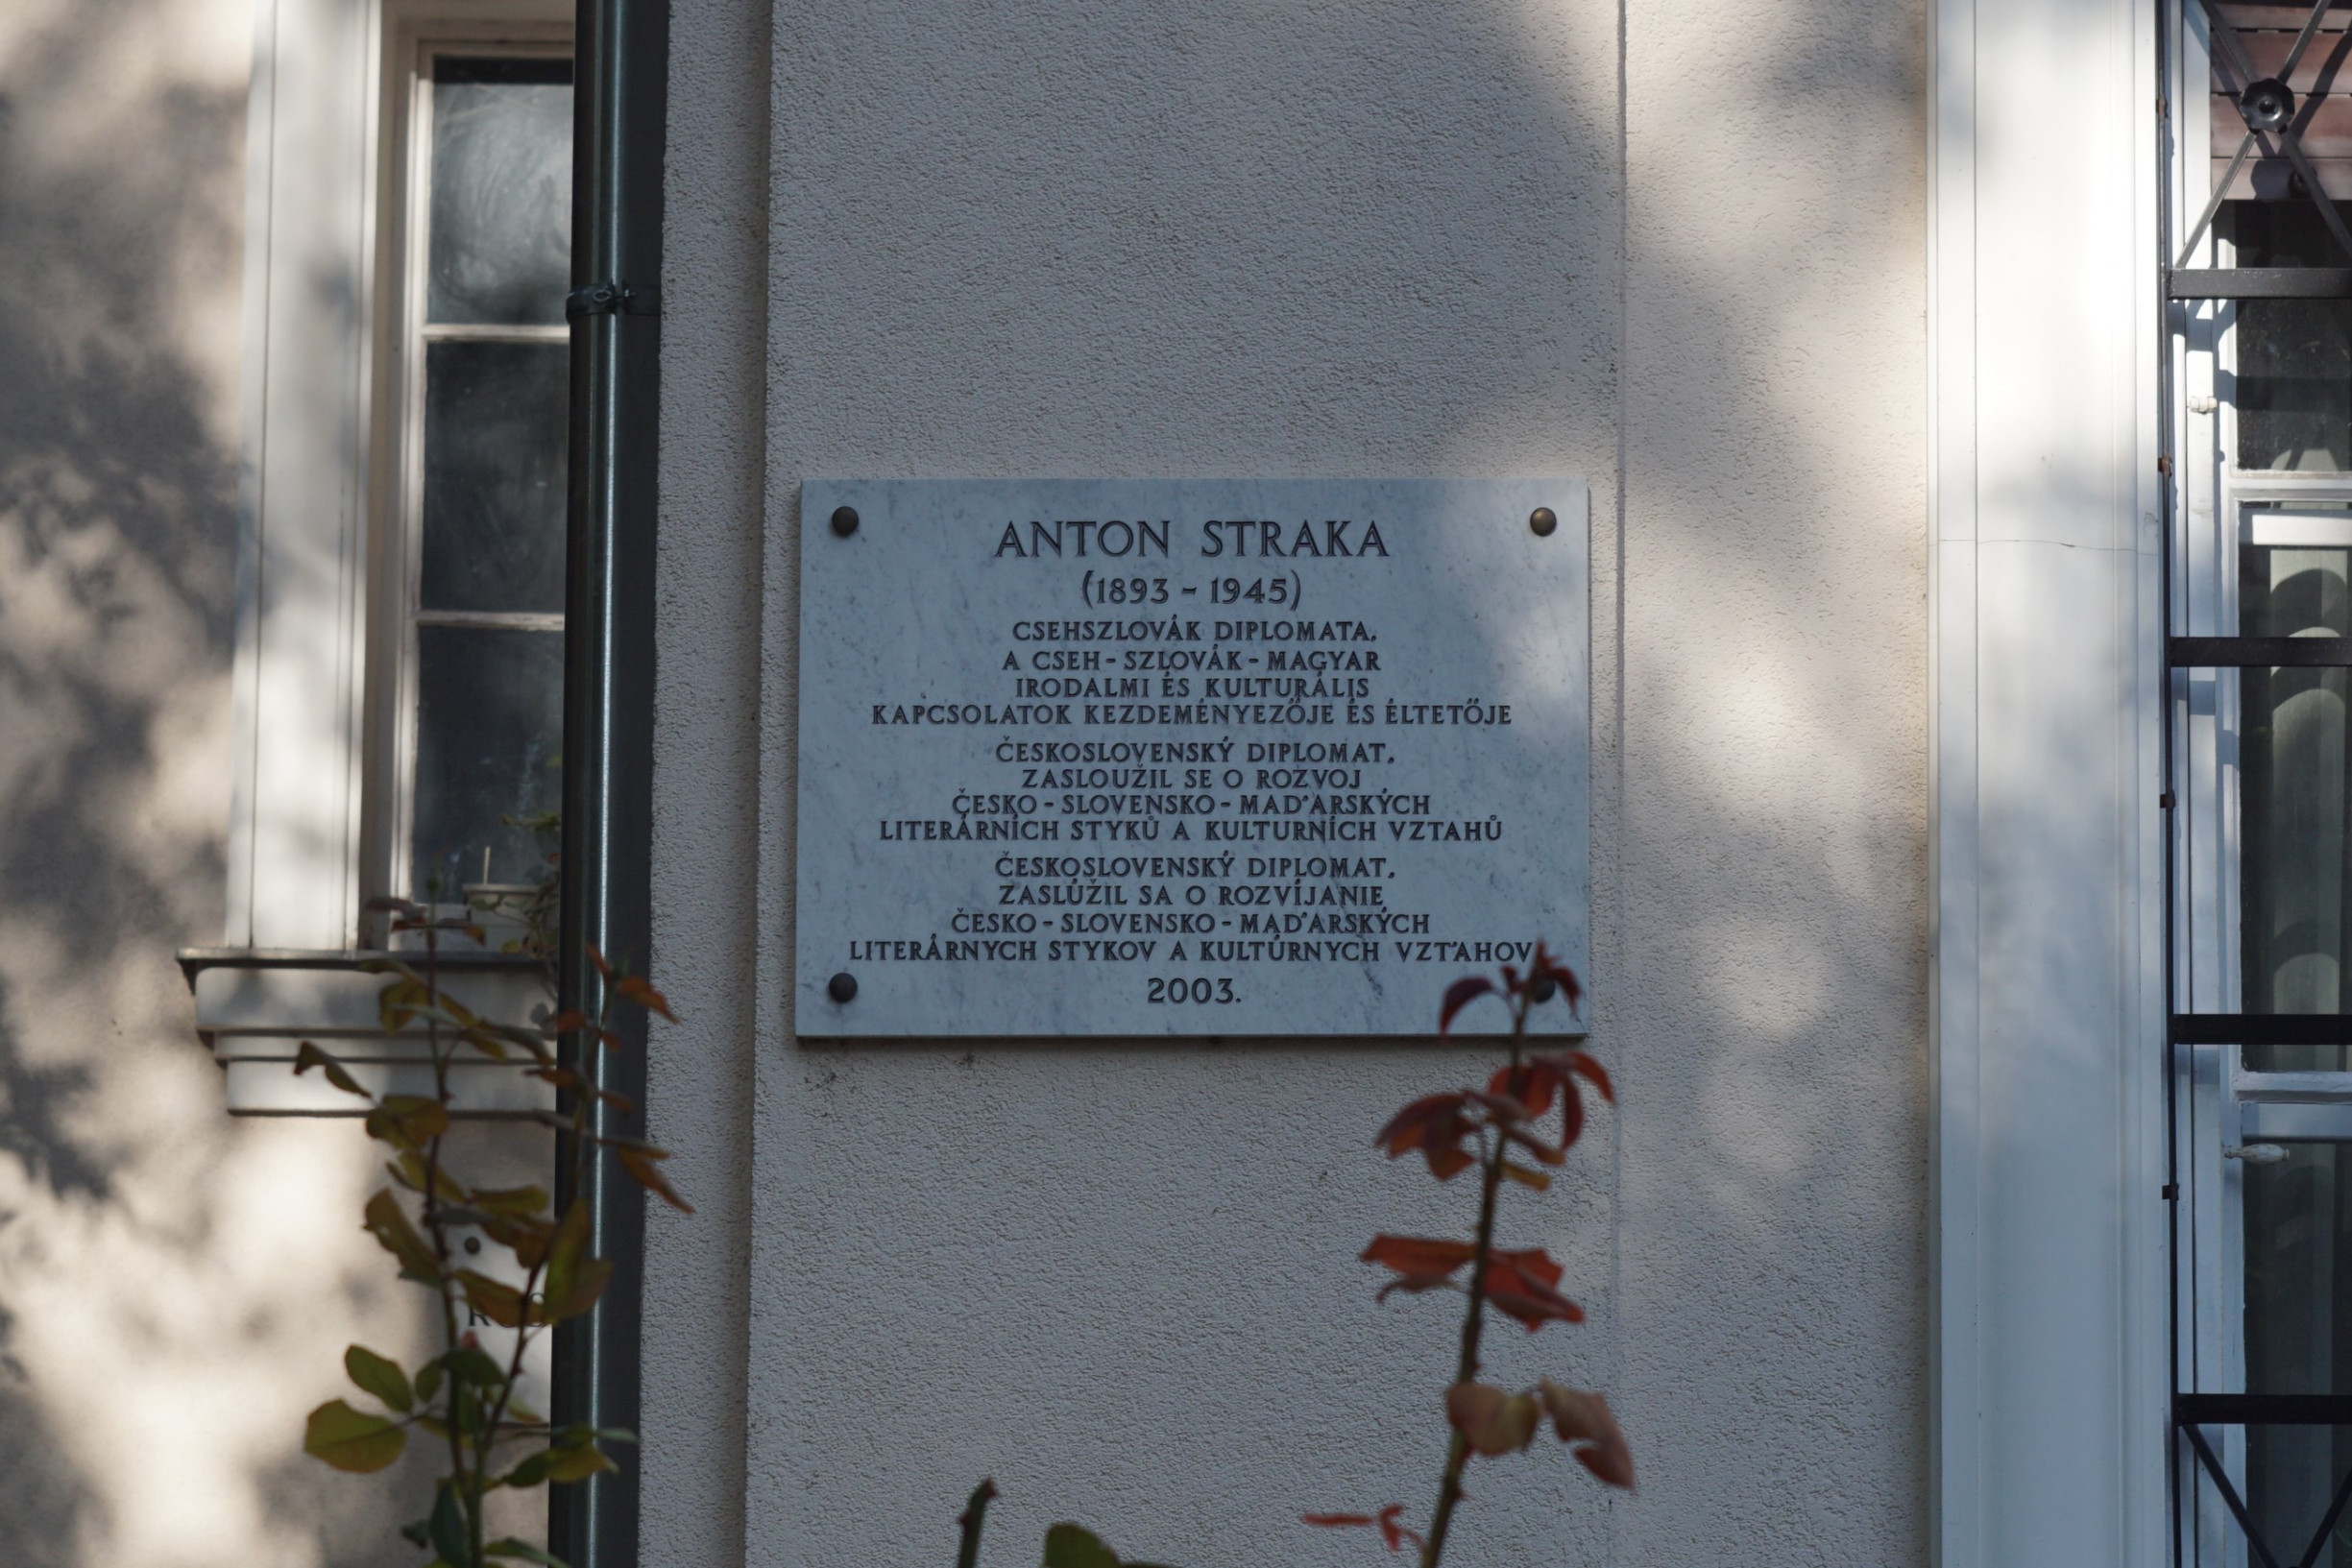 ANTON STRAKA
(1893 - 1945)
CSEHSZLOVÁK DIPLOMATA,
A CSEH - SZLOVÁK - MAGYAR
IRODALMI ÉS KULTURÁLIS
KAPCSOLATOK KEZDEMÉNYEZŐJE ÉS ÉLTETŐJE
ČESKOSLOVENSKÝ DIPLOMAT,
ZASLOUŽIL SE O ROZVOJ
ČESKO - SLOVENSKO - MAĎARSKÝCH
LITERÁRNÍCH STYKŮ A KULTURNÍCH VZTAHŮ
ČESKOSLOVENSKÝ DIPLOMAT,
ZASLŮŽIL SA O ROZVÍJANIE
ČESKO - SLOVENSKO - MAĎARSKÝCH
LITERÁRNYCH STYKOV A KULTÚRNYCH VZŤAHOV
2003.